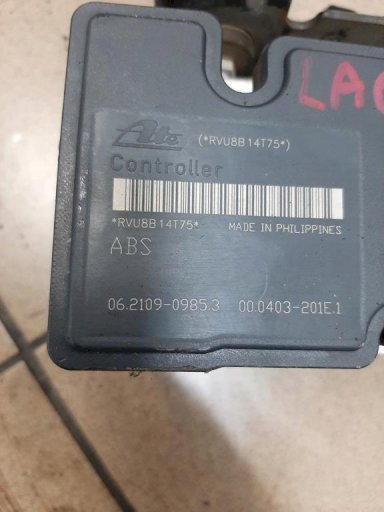 Ate (*RVU8B14T75*)
Controller
*RVU8B14T75* MADE IN PHILIPPINES
ABS
06.2109-0985.3 00.0403-201E.1